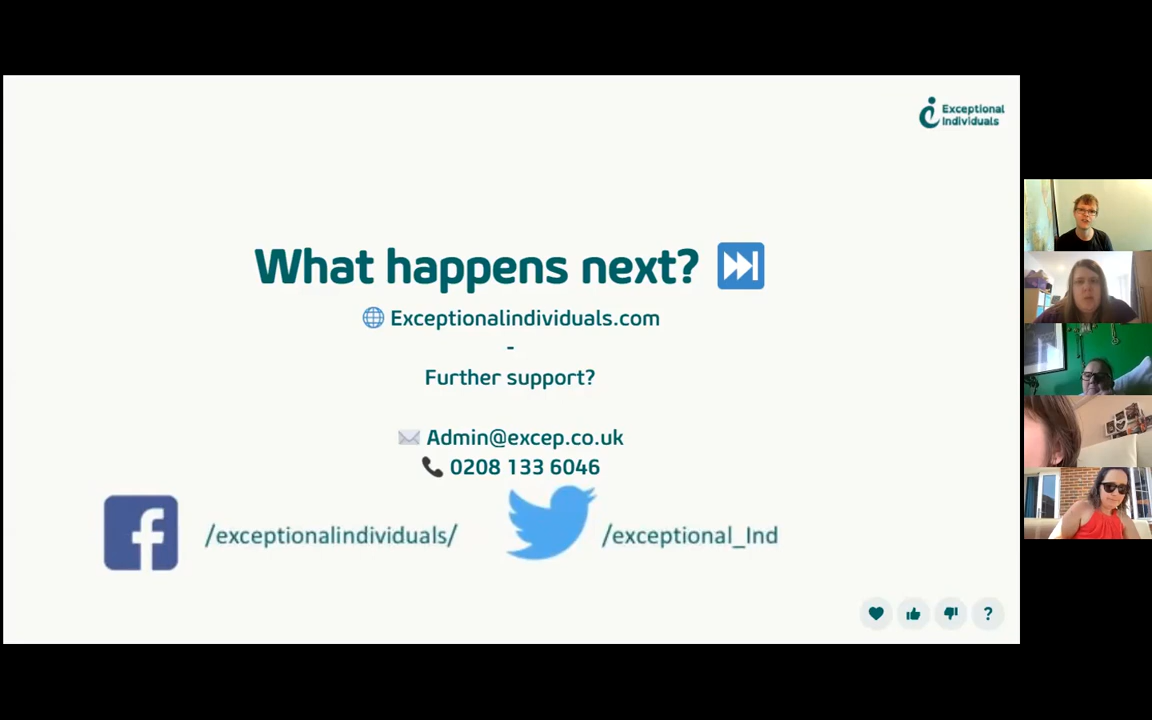 Exceptional
Individuals
What happens next?
Exceptionalindividuals.com
-
Further support?
Admin@excep.co.uk
0208 133 6046
/exceptionalindividuals/
/exceptional_Ind
?